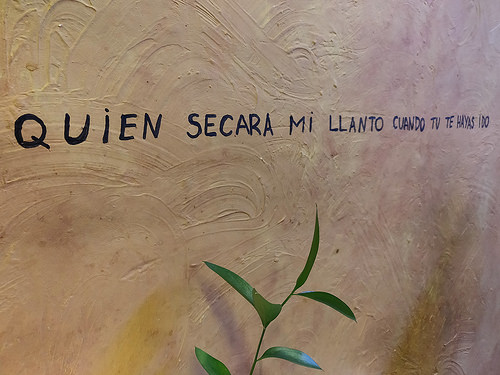 QUiEN SECARA Mi LLANTO CUANDO TU TE HAYAS iDO